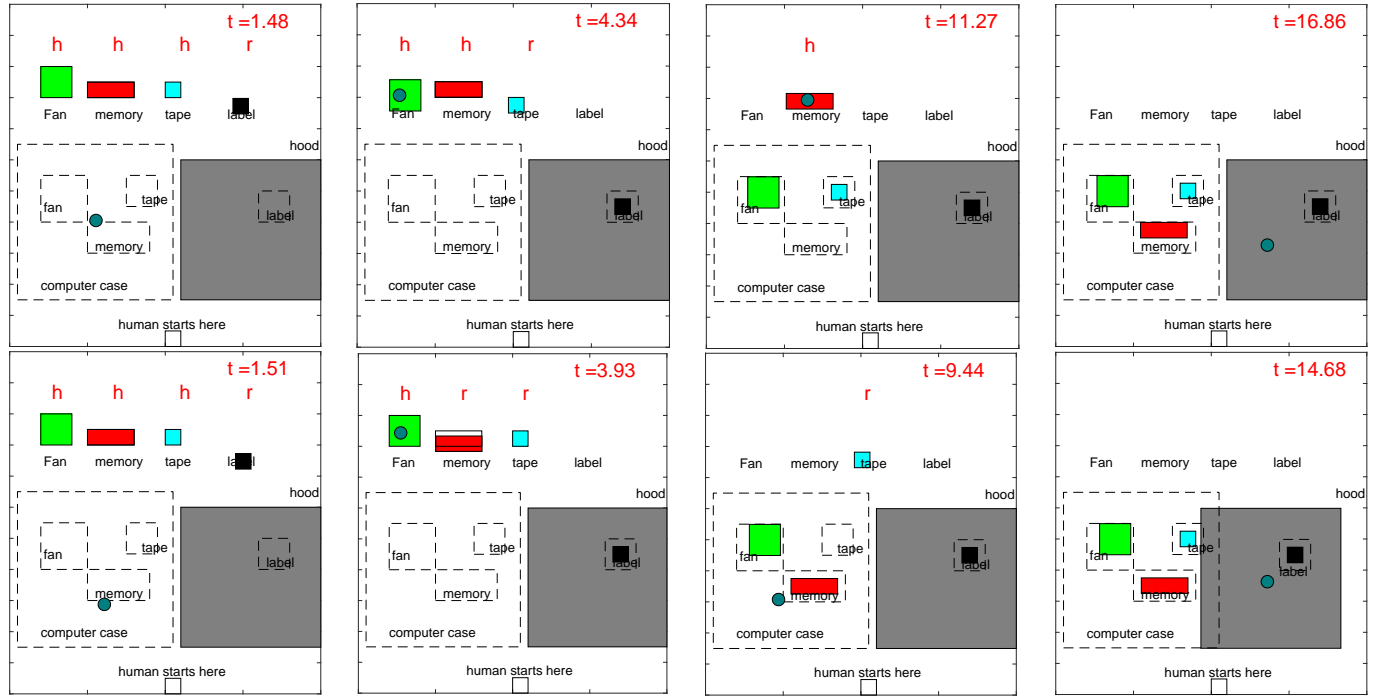 t =1.48
h h h r
Fan memory tape label
hood
fan tape label
memory
computer case
human starts here
t =4.34
h h r
Fan memory tape label
hood
fan tape label
memory
computer case
human starts here
t =11.27
h
Fan memory tape label
hood
fan tape label
memory
computer case
human starts here
t =16.86
Fan memory tape label
hood
fan tape label
memory
computer case
human starts here
t =1.51
h h h r
Fan memory tape label
hood
fan tape label
memory
computer case
human starts here
t =3.93
h r r
Fan memory tape label
hood
fan tape label
memory
computer case
human starts here
t =9.44
r
Fan memory tape label
hood
fan tape label
memory
computer case
human starts here
t =14.68
Fan memory tape label
hood
fan tape label
memory
computer case
human starts here